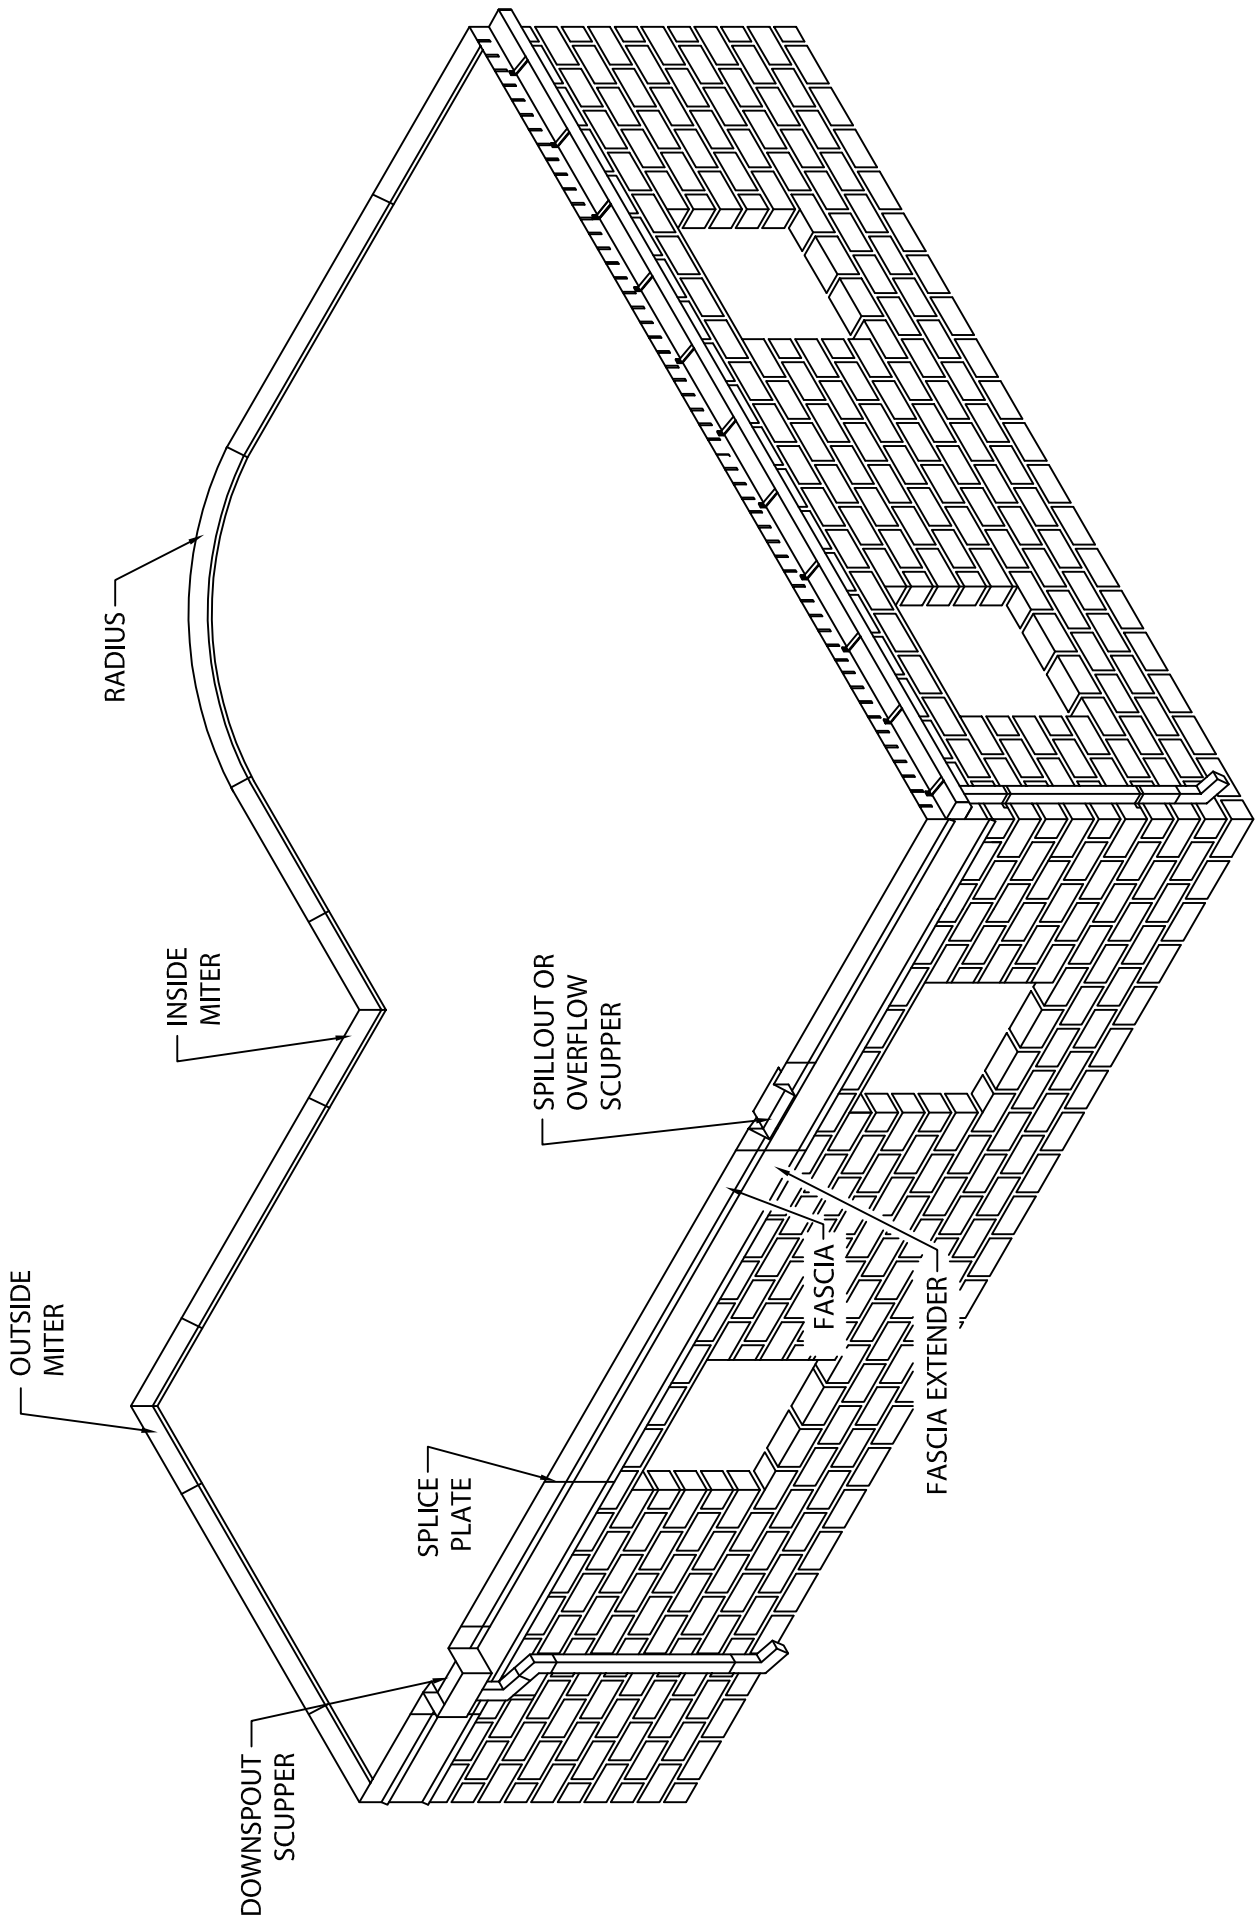 OUTSIDE
MITER
INSIDE
MITER
RADIUS
DOWNSPOUT
SCUPPER
SPLICE
PLATE
SPILLOUT OR
OVERFLOW
SCUPPER
FASCIA
FASCIA EXTENDER